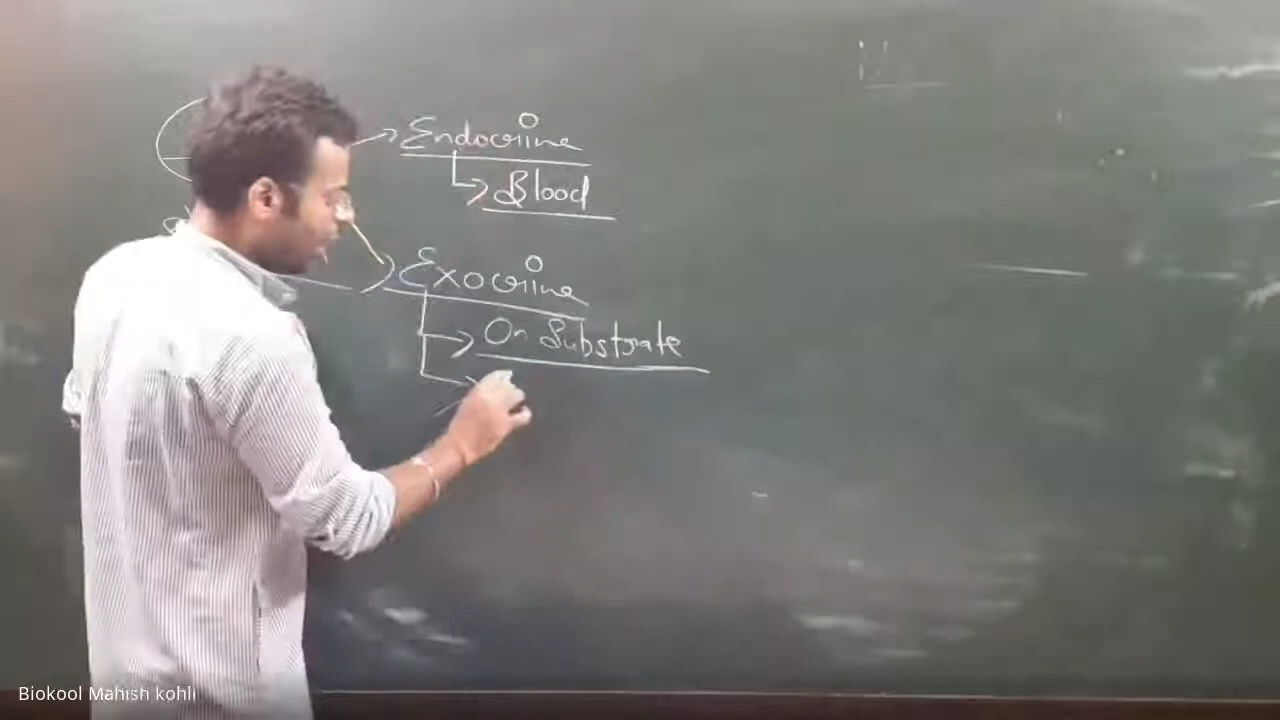 Endocrine
Blood
Exocrine
On Substrate
Biokool Mahish kohli